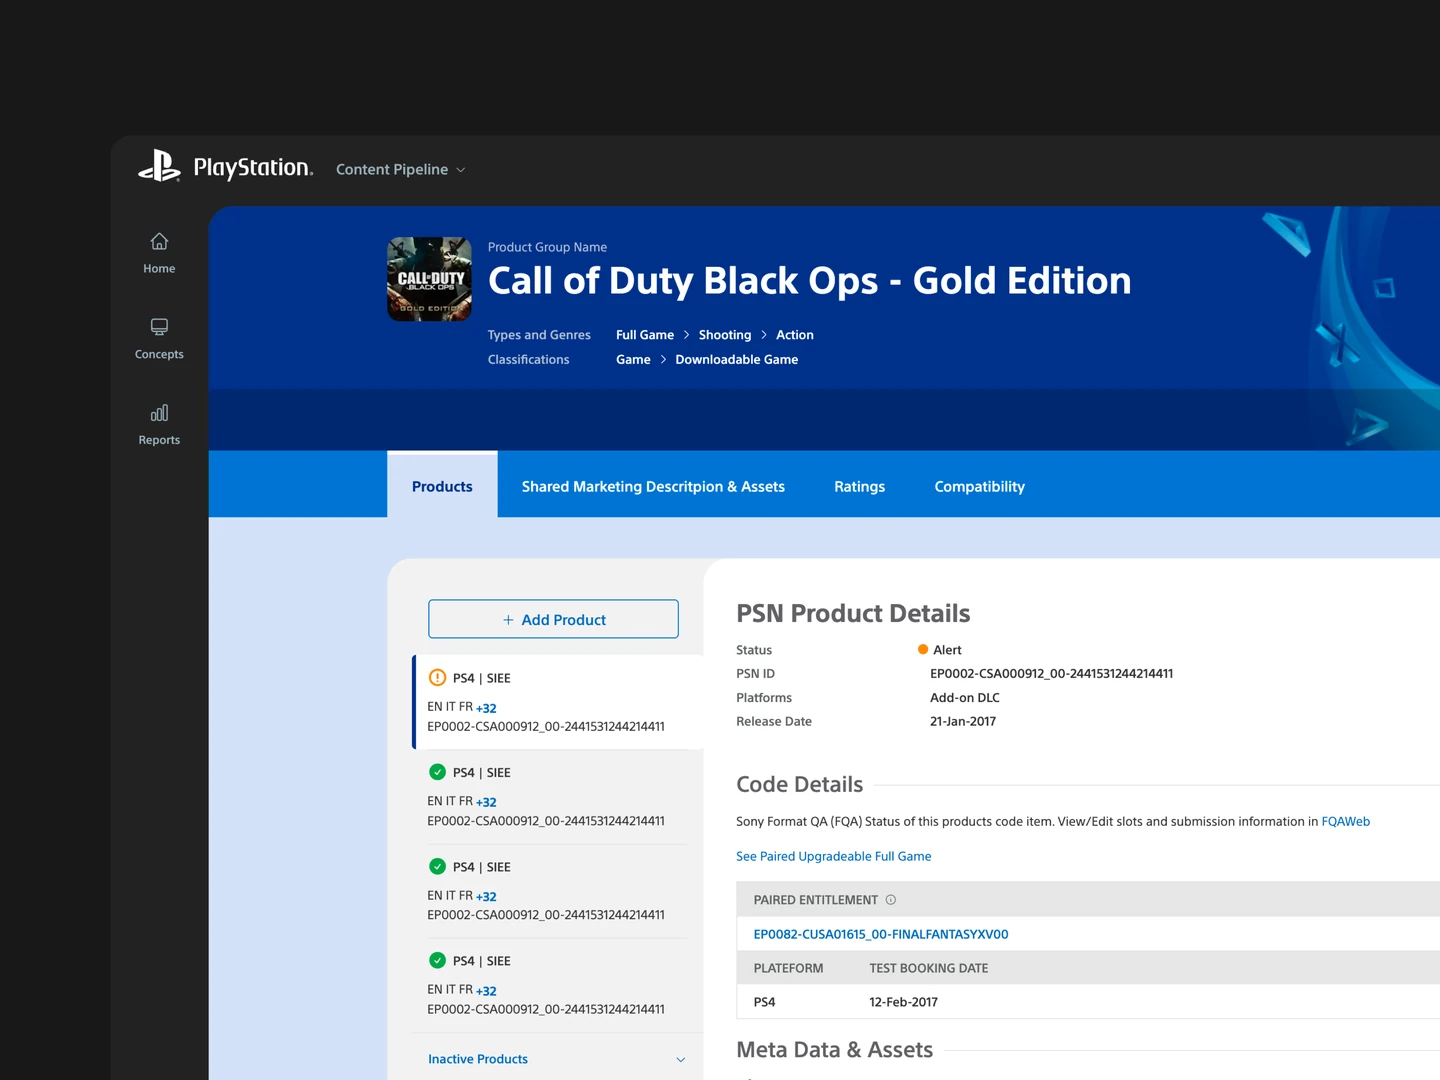 PlayStation®
Content Pipeline
Home
Concepts
Reports
CALL OF DUTY
BLACK OPS
GOLD EDITION
Product Group Name
Call of Duty Black Ops - Gold Edition
Types and Genres Full Game > Shooting > Action
Classifications Game > Downloadable Game
Products Shared Marketing Descritpion & Assets Ratings Compatibility
+ Add Product
PS4 | SIEE
EN IT FR +32
EP0002-CSA000912_00-2441531244214411
PS4 | SIEE
EN IT FR +32
EP0002-CSA000912_00-2441531244214411
PS4 | SIEE
EN IT FR +32
EP0002-CSA000912_00-2441531244214411
PS4 | SIEE
EN IT FR +32
EP0002-CSA000912_00-2441531244214411
Inactive Products
PSN Product Details
Status Alert
PSN ID EP0002-CSA000912_00-2441531244214411
Platforms Add-on DLC
Release Date 21-Jan-2017
Code Details
Sony Format QA (FQA) Status of this products code item. View/Edit slots and submission information in FQAWeb
See Paired Upgradeable Full Game
PAIRED ENTITLEMENT
EP0082-CUSA01615_00-FINALFANTASYXV00
PLATEFORM TEST BOOKING DATE
PS4 12-Feb-2017
Meta Data & Assets